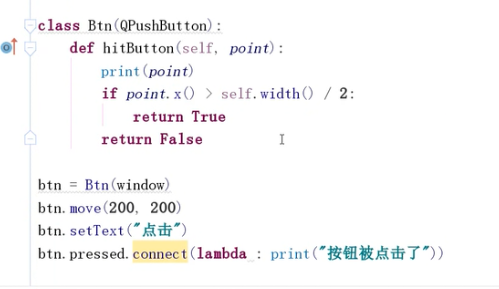 class Btn(QPushButton):
    def hitButton(self, point):
        print(point)
        if point.x() > self.width() / 2:
            return True
        return False
btn = Btn(window)
btn.move(200, 200)
btn.setText("点击")
btn.pressed.connect(lambda : print("按钮被点击了"))